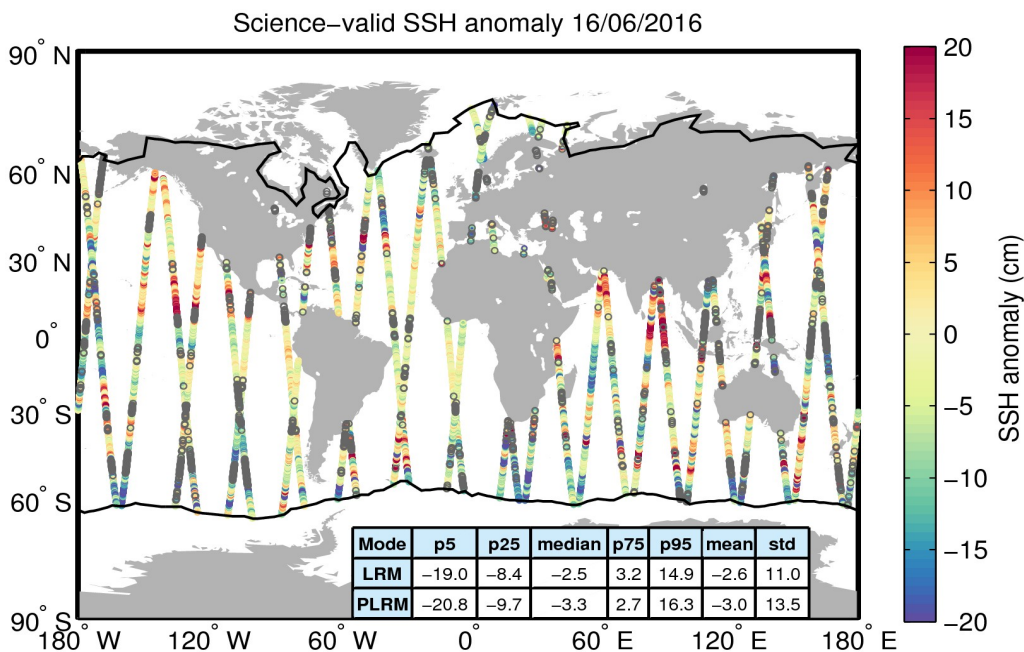 Science−valid SSH anomaly 16/06/2016
90° N
60° N
30° N
0°
30° S
60° S
90° S
180° W
120° W
60° W
0°
60° E
120° E
180° E
Mode p5 p25 median p75 p95 mean std
LRM −19.0 −8.4 −2.5 3.2 14.9 −2.6 11.0
PLRM −20.8 −9.7 −3.3 2.7 16.3 −3.0 13.5
20
15
10
5
0
−5
−10
−15
−20
SSH anomaly (cm)